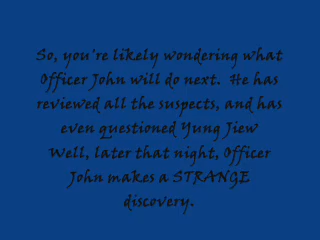 So, you're likely wondering what
Officer John will do next. He has
reviewed all the suspects, and has
even questioned Yung Jiew
Well, later that night, Officer
John makes a STRANGE
discovery.